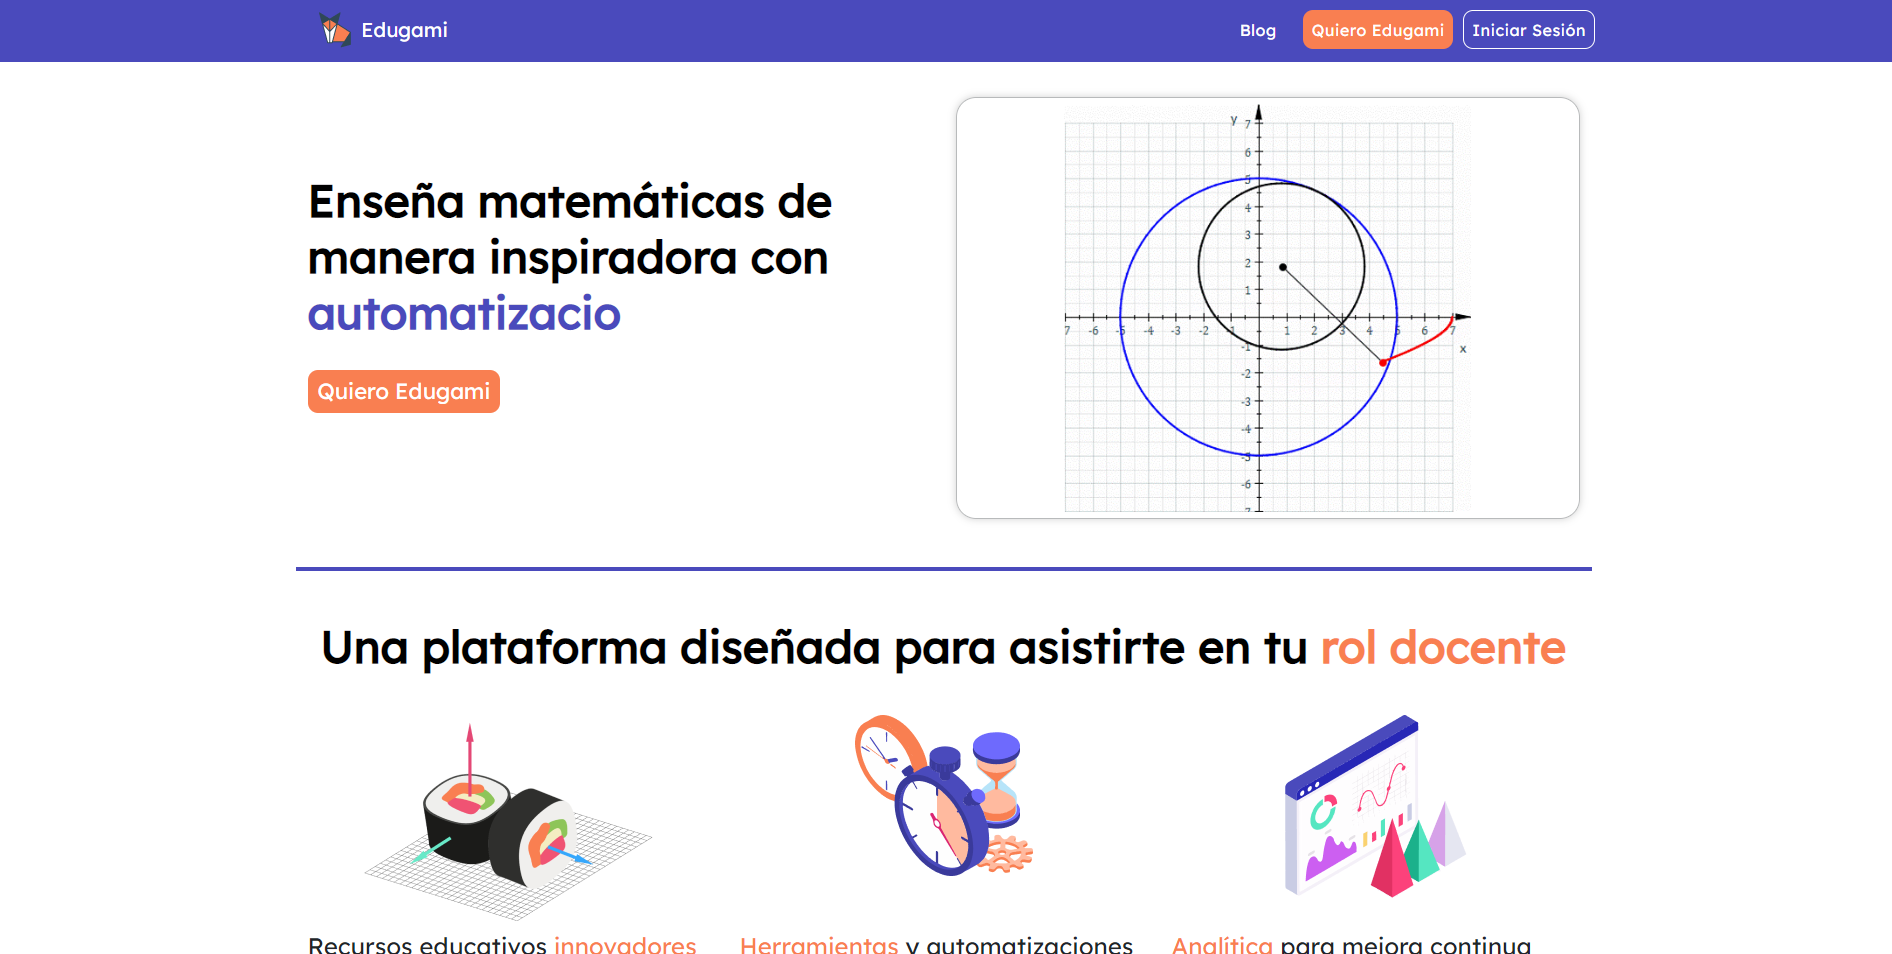 Edugami
Blog
Quiero Edugami
Iniciar Sesión
Enseña matemáticas de
manera inspiradora con
automatizacio
Quiero Edugami
y
7
6
5
4
3
2
1
7 -6 -5 -4 -3 -2 -1 1 2 3 4 5 6 7
x
-1
-2
-3
-4
-5
-6
-7
Una plataforma diseñada para asistirte en tu rol docente
Recursos educativos innovadores
Herramientas y automatizaciones
Analítica para mejora continua